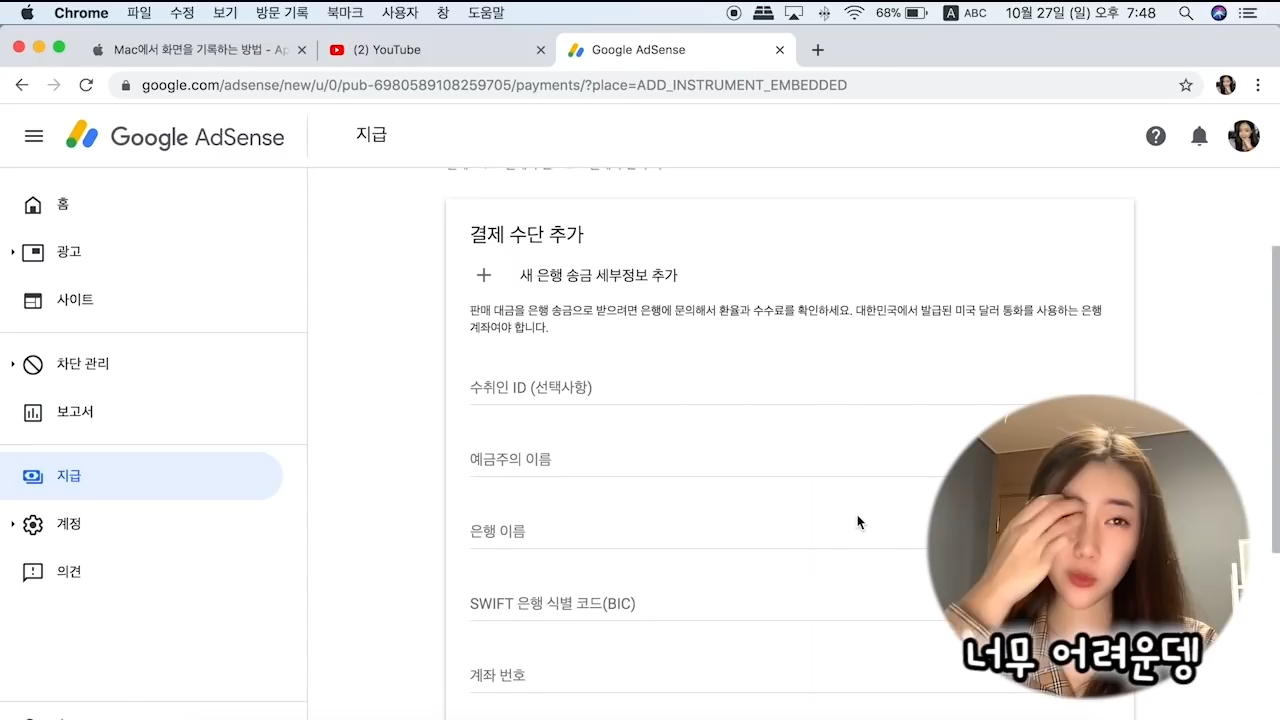 Chrome 파일 수정 보기 방문 기록 북마크 사용자 창 도움말 68% A ABC 10월 27일 (일) 오후 7:48
Mac에서 화면을 기록하는 방법 - Ap
(2) YouTube
Google AdSense
google.com/adsense/new/u/0/pub-6980589108259705/payments/?place=ADD_INSTRUMENT_EMBEDDED
Google AdSense
지급
홈
광고
사이트
차단 관리
보고서
지급
계정
의견
결제 수단 추가
새 은행 송금 세부정보 추가
판매 대금을 은행 송금으로 받으려면 은행에 문의해서 환율과 수수료를 확인하세요. 대한민국에서 발급된 미국 달러 통화를 사용하는 은행
계좌여야 합니다.
수취인 ID (선택사항)
예금주의 이름
은행 이름
SWIFT 은행 식별 코드(BIC)
계좌 번호
너무 어려운뎅